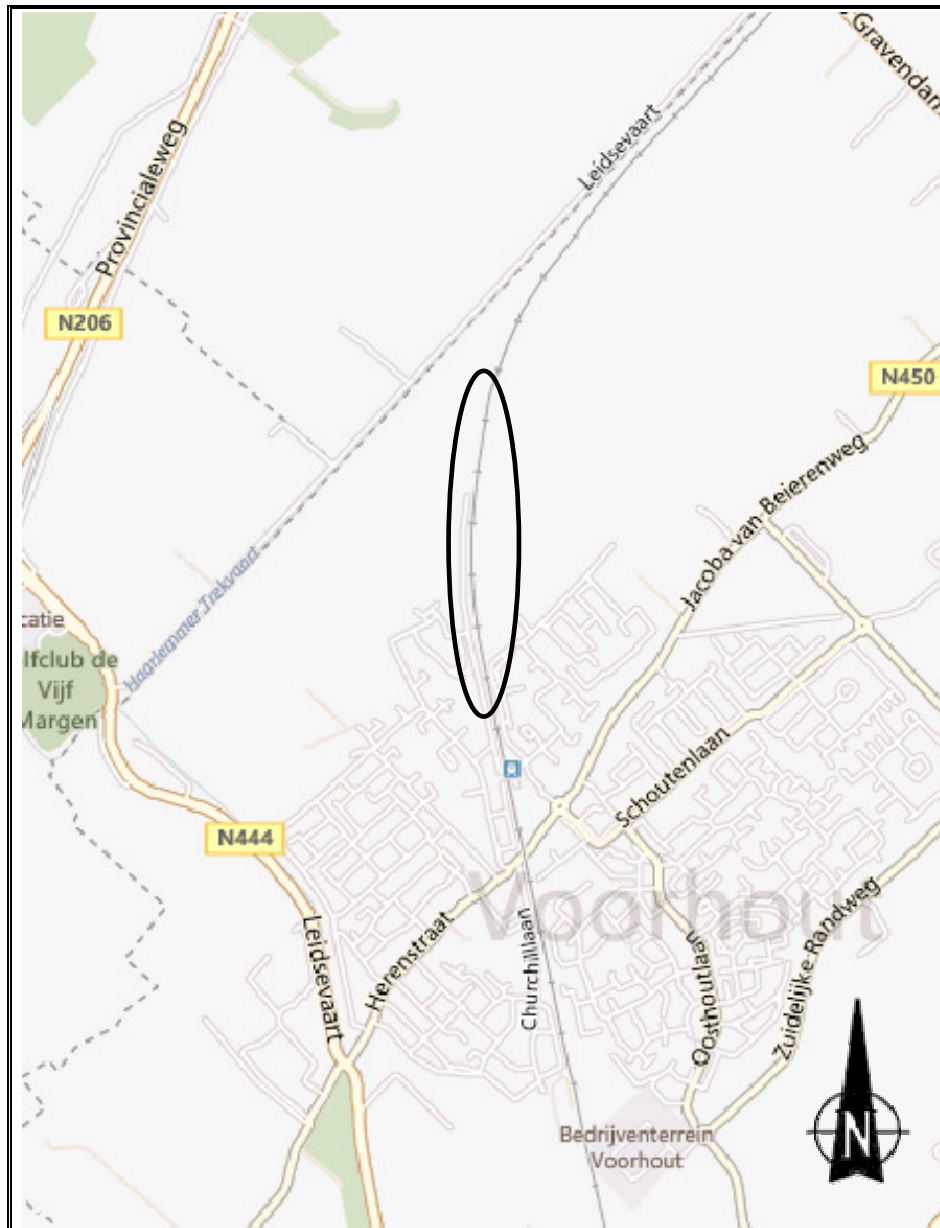 Gravendam
Leidsevaart
Provincialeweg
N206
N450
Jacoba van Beierenweg
Haarlemmer Trekvaart
catie
lfclub de
Vijf
Margen
Schoutenlaan
N444
Voorhout
Leidsevaart
Herenstraat
Churchilllaan
Oosthoutlaan
Zuidelijke Randweg
Bedrijventerrein
Voorhout
N